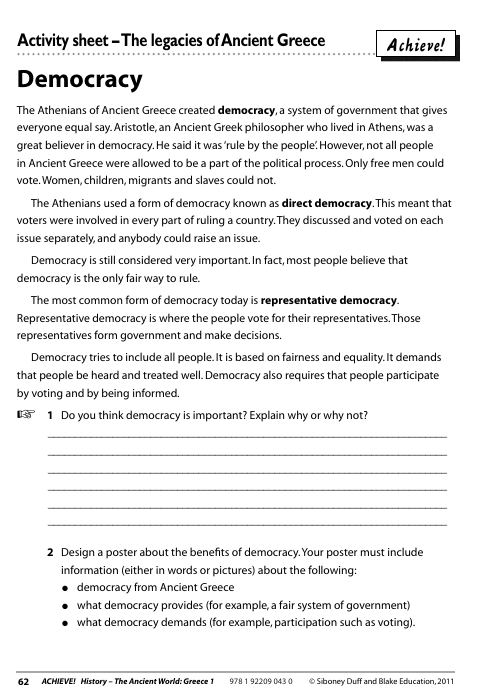 Activity sheet – The legacies of Ancient Greece
Achieve!
Democracy
The Athenians of Ancient Greece created democracy, a system of government that gives
everyone equal say. Aristotle, an Ancient Greek philosopher who lived in Athens, was a
great believer in democracy. He said it was ‘rule by the people’. However, not all people
in Ancient Greece were allowed to be a part of the political process. Only free men could
vote. Women, children, migrants and slaves could not.
The Athenians used a form of democracy known as direct democracy. This meant that
voters were involved in every part of ruling a country. They discussed and voted on each
issue separately, and anybody could raise an issue.
Democracy is still considered very important. In fact, most people believe that
democracy is the only fair way to rule.
The most common form of democracy today is representative democracy.
Representative democracy is where the people vote for their representatives. Those
representatives form government and make decisions.
Democracy tries to include all people. It is based on fairness and equality. It demands
that people be heard and treated well. Democracy also requires that people participate
by voting and by being informed.
1 Do you think democracy is important? Explain why or why not?
2 Design a poster about the benefits of democracy. Your poster must include
information (either in words or pictures) about the following:
• democracy from Ancient Greece
• what democracy provides (for example, a fair system of government)
• what democracy demands (for example, participation such as voting).
62 ACHIEVE! History – The Ancient World: Greece 1 978 1 92209 043 0 © Siboney Duff and Blake Education, 2011